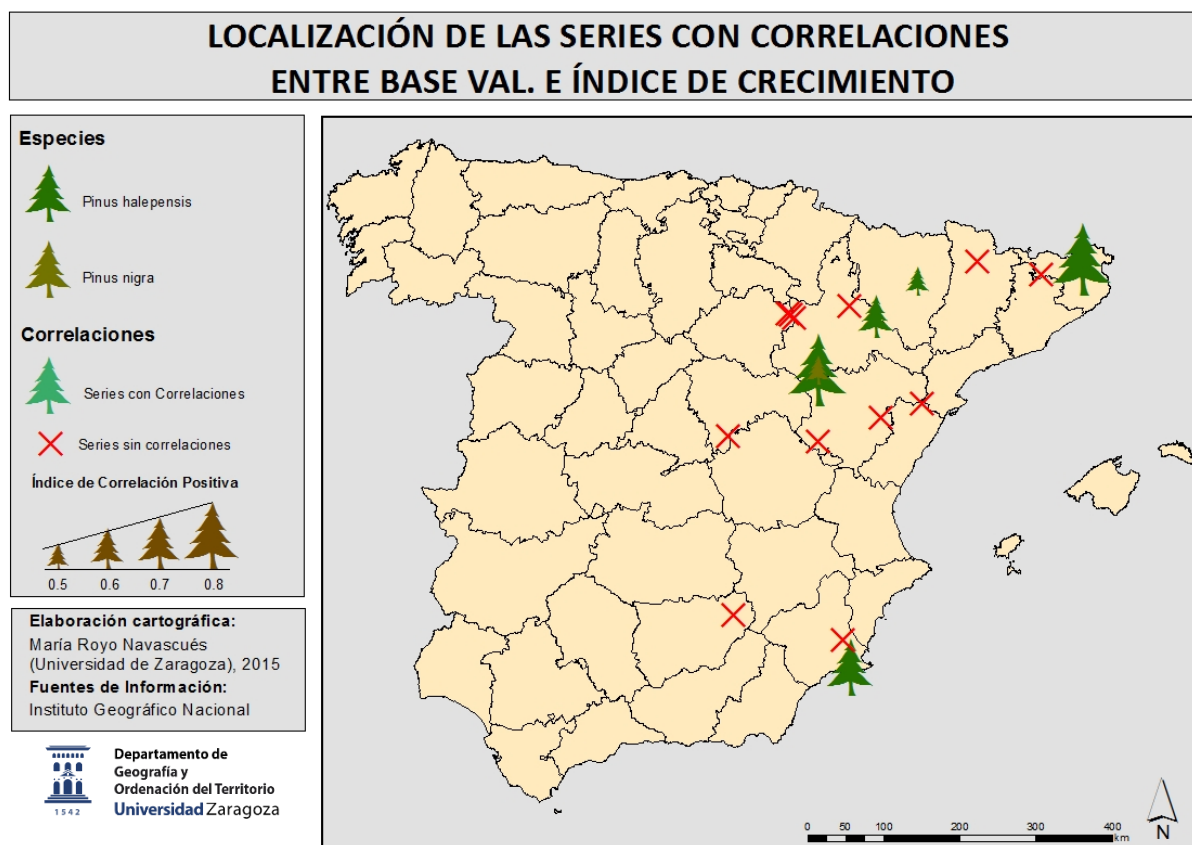 LOCALIZACIÓN DE LAS SERIES CON CORRELACIONES
ENTRE BASE VAL. E ÍNDICE DE CRECIMIENTO
Especies
Pinus halepensis
Pinus nigra
Correlaciones
Series con Correlaciones
Series sin correlaciones
Índice de Correlación Positiva
0.5 0.6 0.7 0.8
Elaboración cartográfica:
María Royo Navascués
(Universidad de Zaragoza), 2015
Fuentes de Información:
Instituto Geográfico Nacional
1542
Departamento de
Geografía y
Ordenación del Territorio
Universidad Zaragoza
0 50 100 200 300 400
km
N